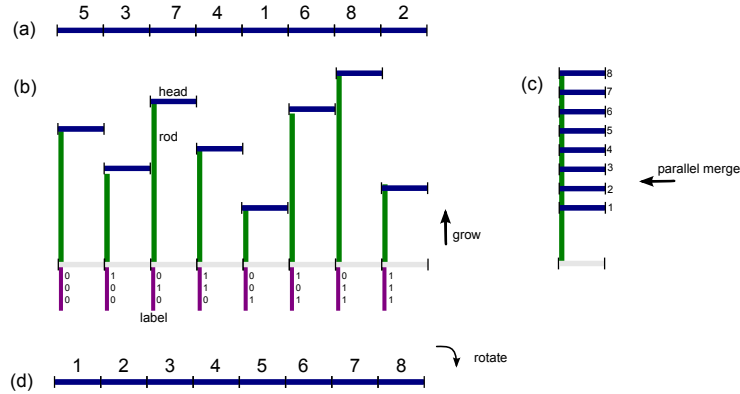 5 3 7 4 1 6 8 2
(a)
(b)
head
rod
grow
0 1 0 1 0 1 0 1
0 0 1 1 0 0 1 1
0 0 0 0 1 1 1 1
label
(c)
8
7
6
5
4
3
2
1
parallel merge
rotate
1 2 3 4 5 6 7 8
(d)